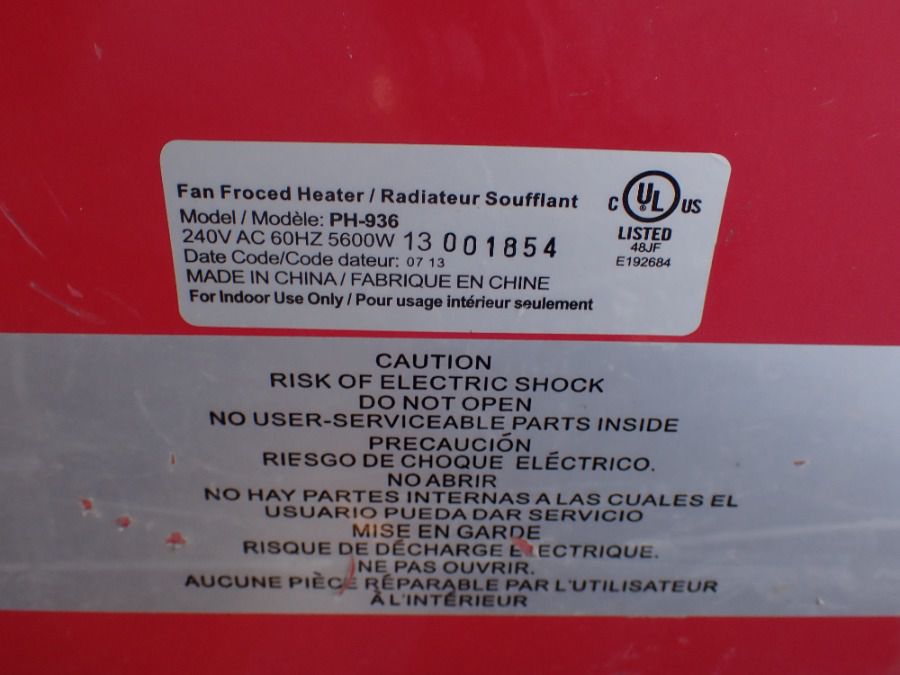 Fan Froced Heater / Radiateur Soufflant
Model / Modèle: PH-936
240V AC 60HZ 5600W 13 001854
Date Code/Code dateur: 07 13
MADE IN CHINA / FABRIQUE EN CHINE
For Indoor Use Only / Pour usage intérieur seulement
C UL US
LISTED
48JF
E192684
CAUTION
RISK OF ELECTRIC SHOCK
DO NOT OPEN
NO USER-SERVICEABLE PARTS INSIDE
PRECAUCIÓN
RIESGO DE CHOQUE ELÉCTRICO.
NO ABRIR
NO HAY PARTES INTERNAS A LAS CUALES EL
USUARIO PUEDA DAR SERVICIO
MISE EN GARDE
RISQUE DE DÉCHARGE ELECTRIQUE.
NE PAS OUVRIR.
AUCUNE PIÈCE RÉPARABLE PAR L'UTILISATEUR
À L'INTÉRIEUR